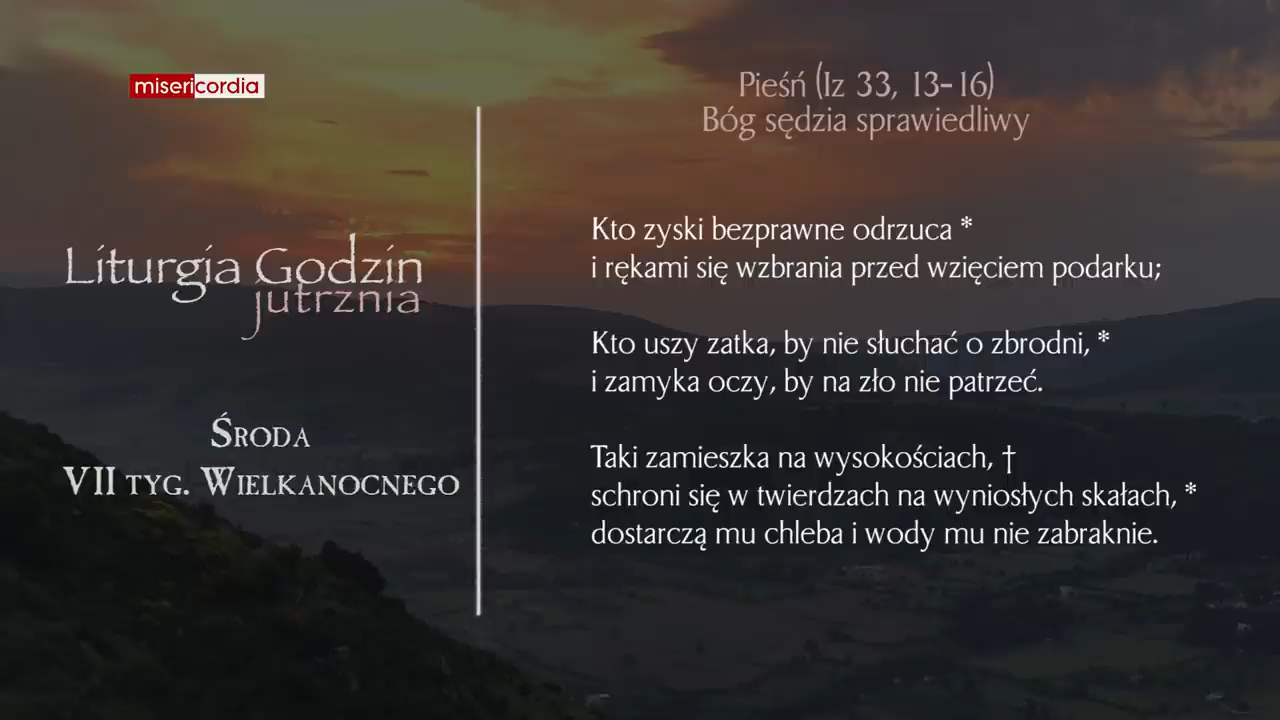 misericordia
Liturgia Godzin
jutrznia
Środa
VII tyg. Wielkanocnego
Pieśń (Iz 33, 13-16)
Bóg sędzia sprawiedliwy
Kto zyski bezprawne odrzuca *
i rękami się wzbrania przed wzięciem podarku;
Kto uszy zatka, by nie słuchać o zbrodni, *
i zamyka oczy, by na zło nie patrzeć.
Taki zamieszka na wysokościach, †
schroni się w twierdzach na wyniosłych skałach, *
dostarczą mu chleba i wody mu nie zabraknie.